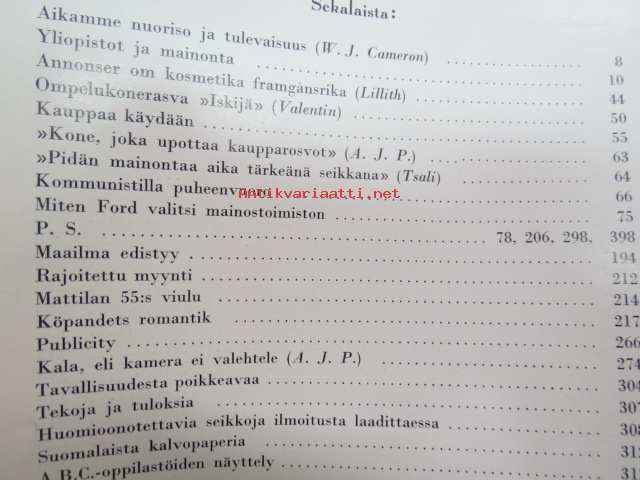 Sekalaista:
Aikamme nuoriso ja tulevaisuus (W. J. Cameron) 8
Yliopistot ja mainonta 10
Annonser om kosmetika framgånsrika (Lillith) 44
Ompelukonerasva »Iskijä» (Valentin) 50
Kauppaa käydään 55
»Kone, joka upottaa kaupparosvot» (A. J. P.) 63
»Pidän mainontaa aika tärkeänä seikkana» (Tsali) 64
Kommunistilla puheenvuoro 66
Antikvariaatti.net
Miten Ford valitsi mainostoimiston 75
P. S. 78, 206, 298, 398
Maailma edistyy 194
Rajoitettu myynti 212
Mattilan 55:s viulu 214
Köpandets romantik 217
Publicity 266
Kala, eli kamera ei valehtele (A. J. P.) 274
Tavallisuudesta poikkeavaa 304
Tekoja ja tuloksia 307
Huomioonotettavia seikkoja ilmoitusta laadittaessa 308
Suomalaista kalvopaperia
A.B.C.-oppilastöiden näyttely